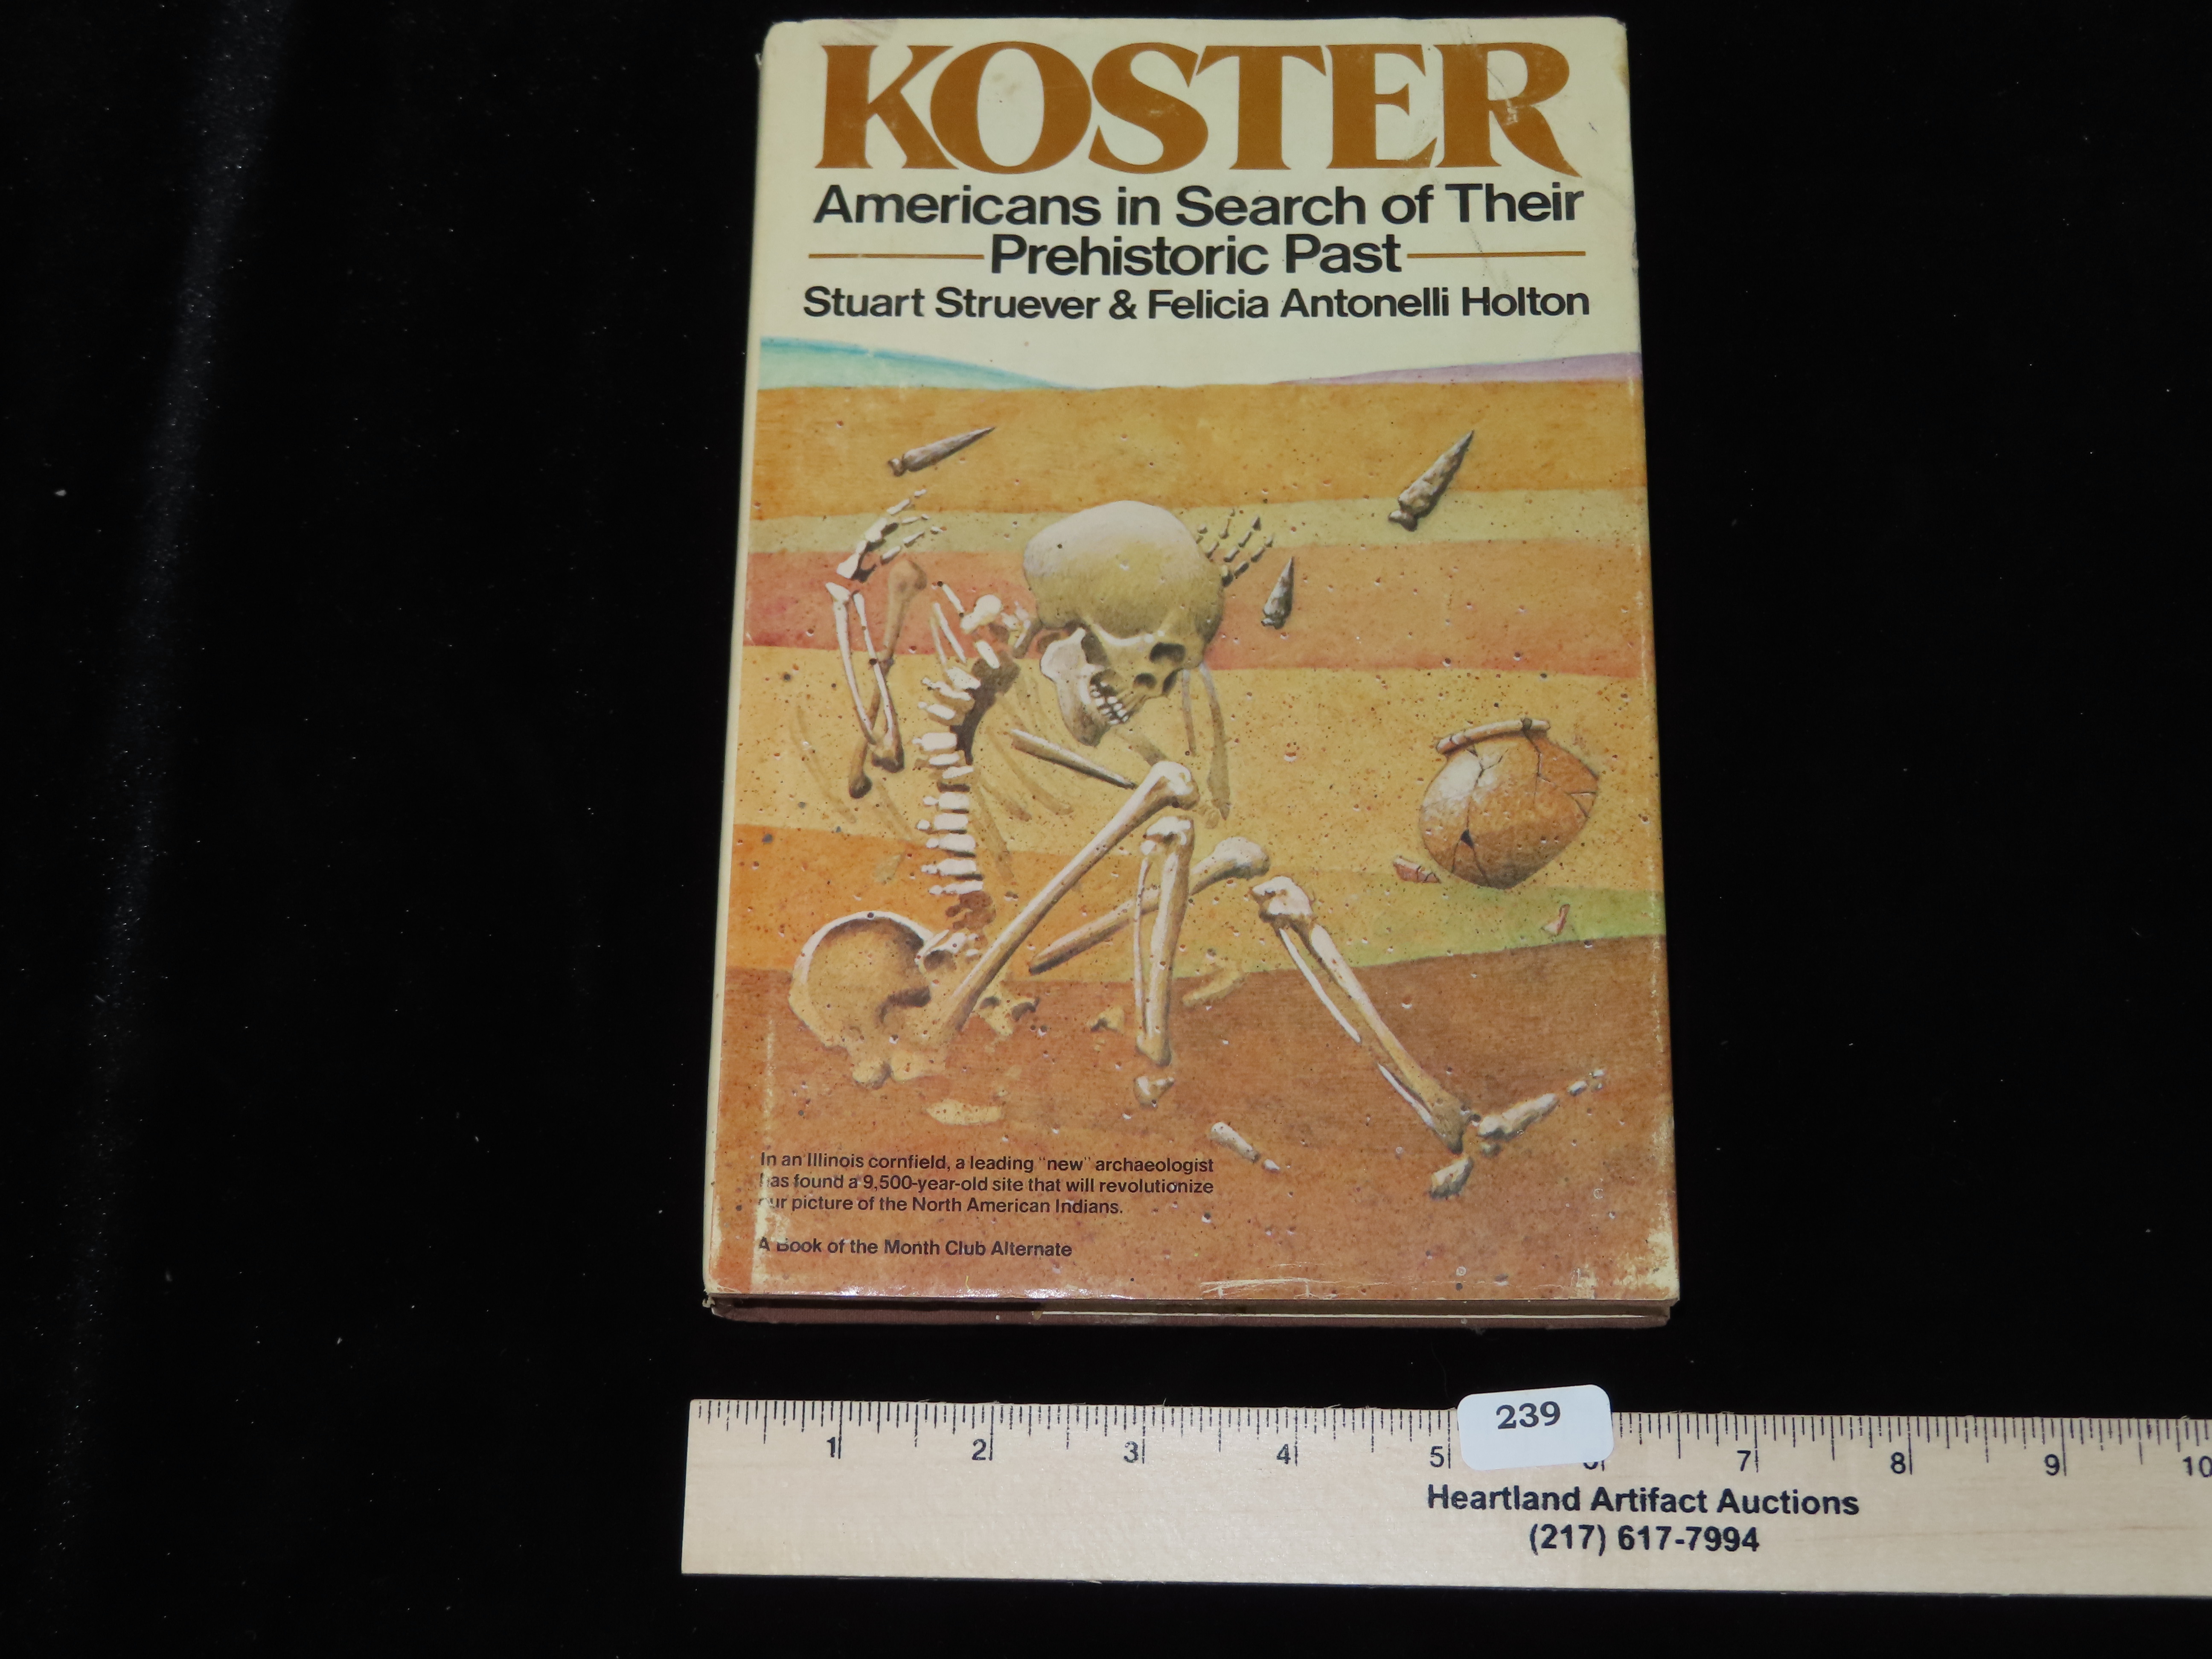 KOSTER
Americans in Search of Their
Prehistoric Past
Stuart Struever & Felicia Antonelli Holton
In an Illinois cornfield, a leading "new" archaeologist
has found a 9,500-year-old site that will revolutionize
our picture of the North American Indians.
A Book of the Month Club Alternate
239
1 2 3 4 5 6 7 8 9 10
Heartland Artifact Auctions
(217) 617-7994